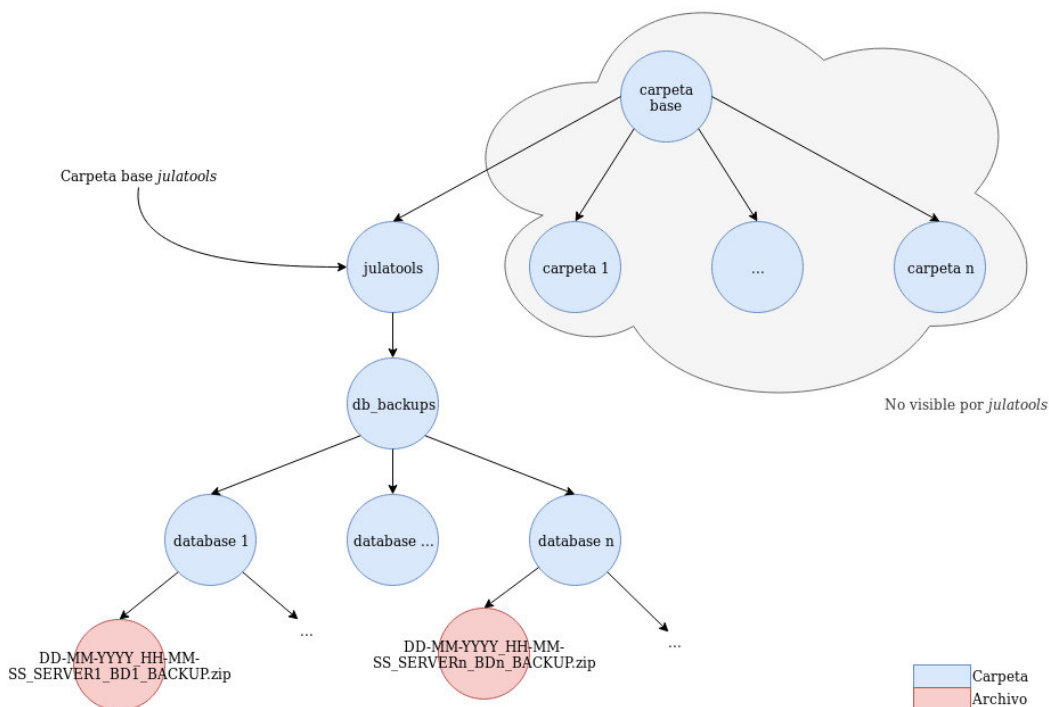 carpeta
base
Carpeta base julatools
julatools
carpeta 1
...
carpeta n
db_backups
No visible por julatools
database 1
database ...
database n
...
...
DD-MM-YYYY_HH-MM-
SS_SERVER1_BD1_BACKUP.zip
DD-MM-YYYY_HH-MM-
SS_SERVERn_BDn_BACKUP.zip
Carpeta
Archivo